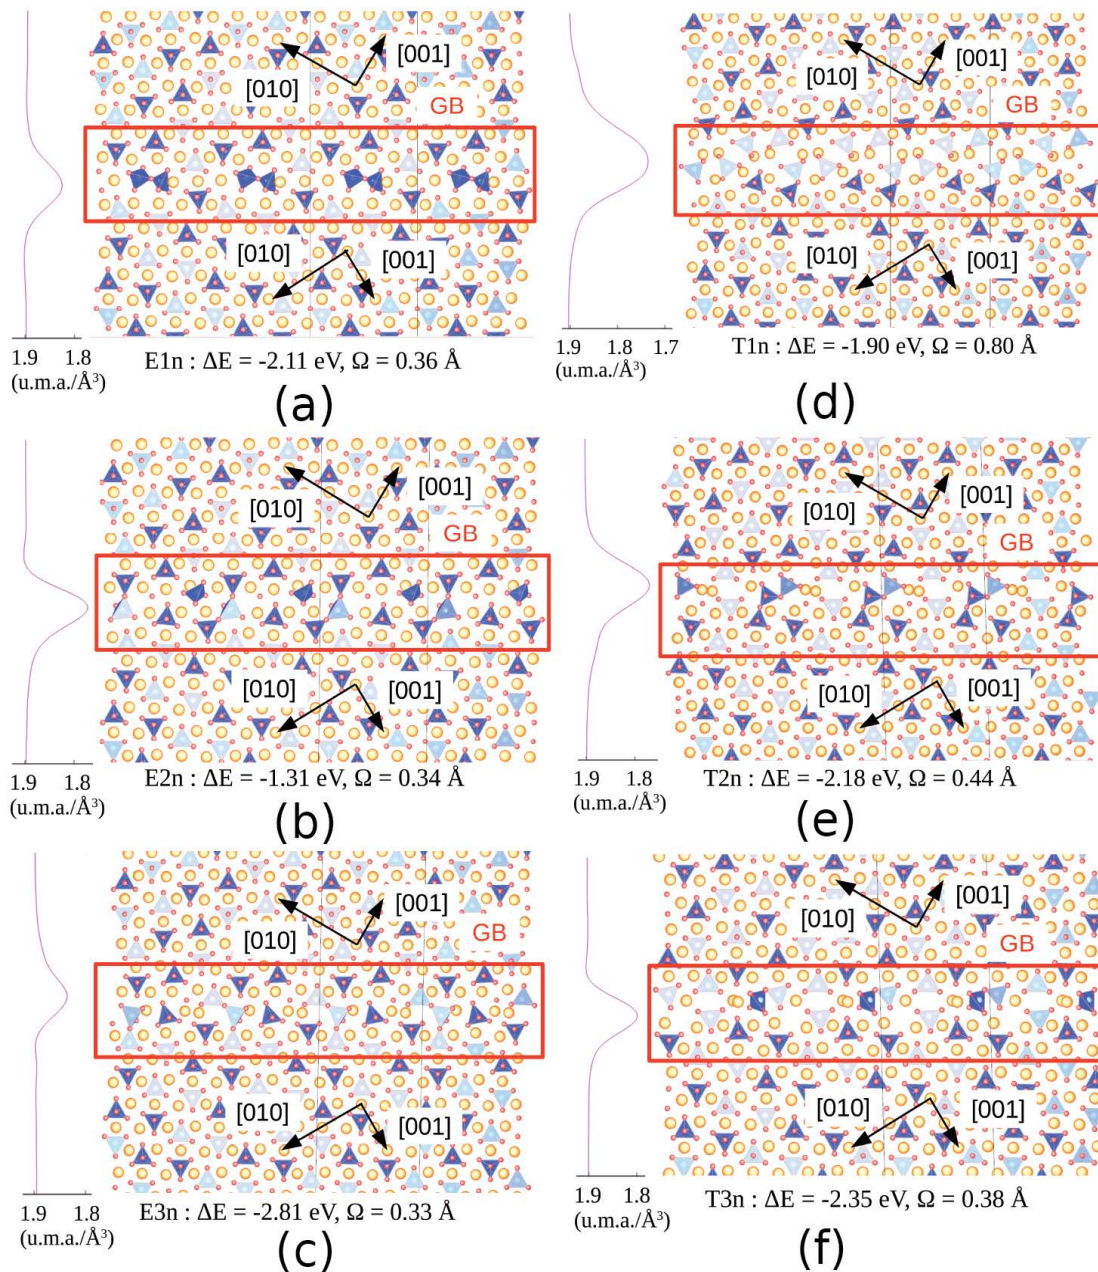 [001]
[010]
GB
[010]
[001]
1.9 1.8
(u.m.a./Å³)
E1n : ΔE = -2.11 eV, Ω = 0.36 Å
(a)
[001]
[010]
GB
[010]
[001]
1.9 1.8 1.7
(u.m.a./Å³)
T1n : ΔE = -1.90 eV, Ω = 0.80 Å
(d)
[001]
[010]
GB
[010]
[001]
1.9 1.8
(u.m.a./Å³)
E2n : ΔE = -1.31 eV, Ω = 0.34 Å
(b)
[001]
[010]
GB
[010]
[001]
1.9 1.8
(u.m.a./Å³)
T2n : ΔE = -2.18 eV, Ω = 0.44 Å
(e)
[001]
[010]
GB
[010]
[001]
1.9 1.8
(u.m.a./Å³)
E3n : ΔE = -2.81 eV, Ω = 0.33 Å
(c)
[001]
[010]
GB
[010]
[001]
1.9 1.8
(u.m.a./Å³)
T3n : ΔE = -2.35 eV, Ω = 0.38 Å
(f)